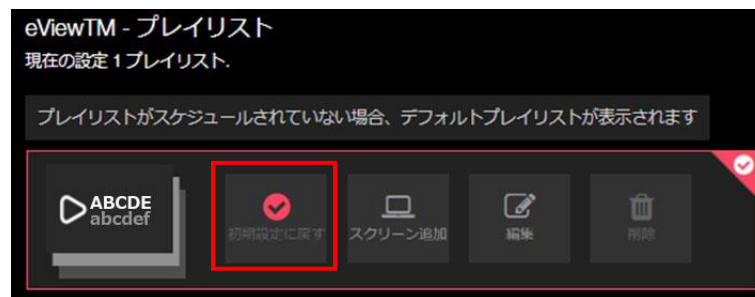 eViewTM - プレイリスト
現在の設定 1 プレイリスト.
プレイリストがスケジュールされていない場合、デフォルトプレイリストが表示されます
ABCDE
abcdef
初期設定に戻す
スクリーン追加
編集
削除